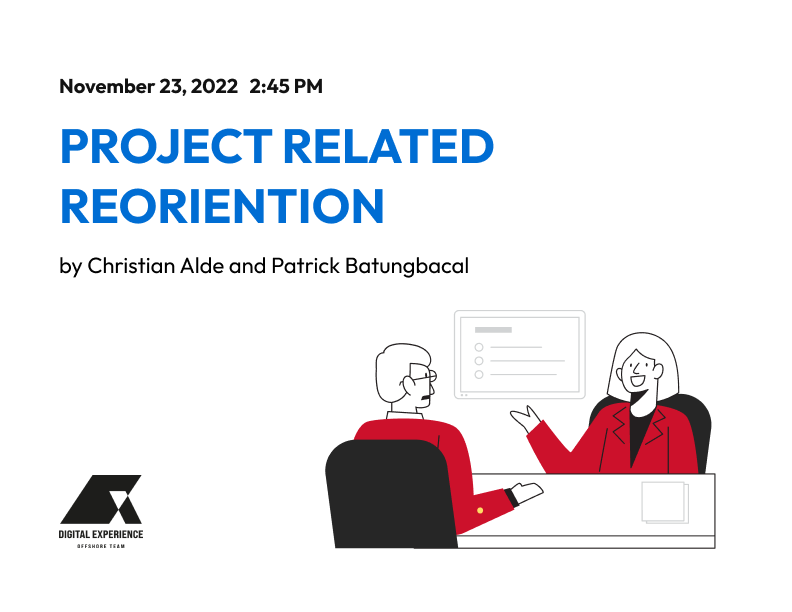 November 23, 2022 2:45 PM
PROJECT RELATED
REORIENTION
by Christian Alde and Patrick Batungbacal
DIGITAL EXPERIENCE
OFFSHORE TEAM